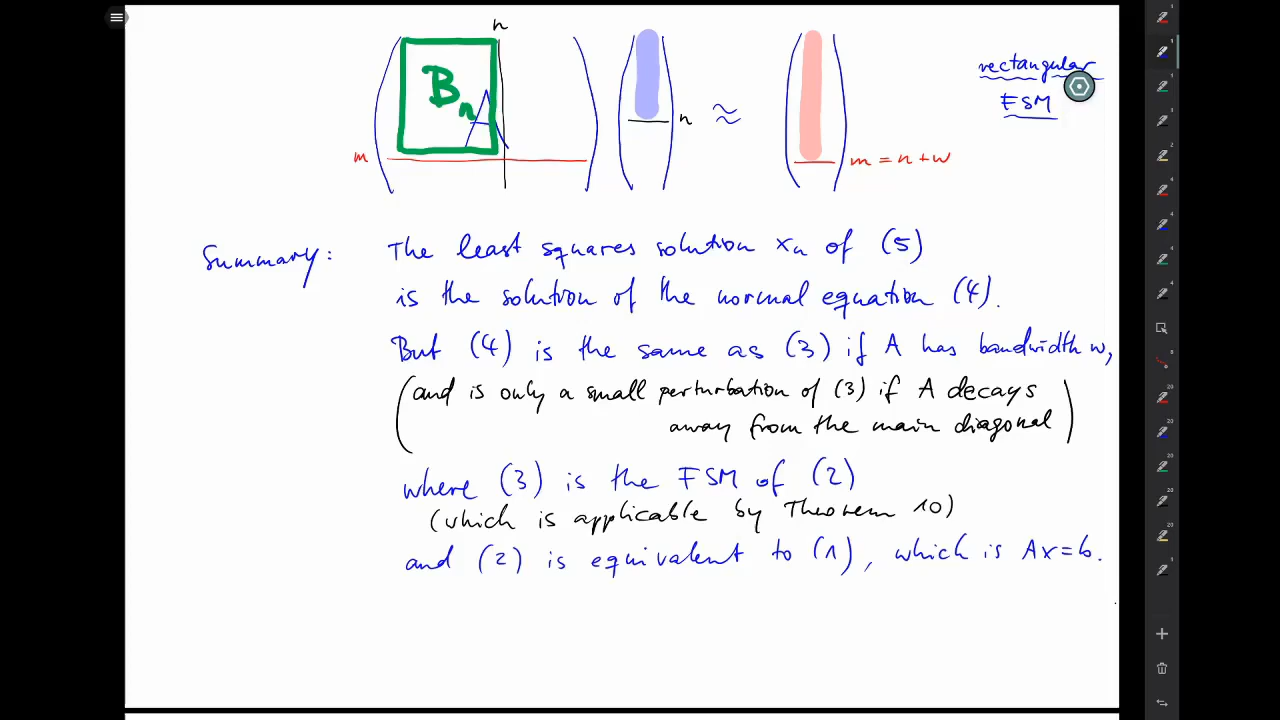 n
B_n
A
n
≈
m
m = n + w
rectangular
FSM
Summary: The least squares solution x_n of (5)
is the solution of the normal equation (4).
But (4) is the same as (3) if A has bandwidth w,
(and is only a small perturbation of (3) if A decays
away from the main diagonal)
where (3) is the FSM of (2)
(which is applicable by Theorem 10)
and (2) is equivalent to (1), which is Ax=b.